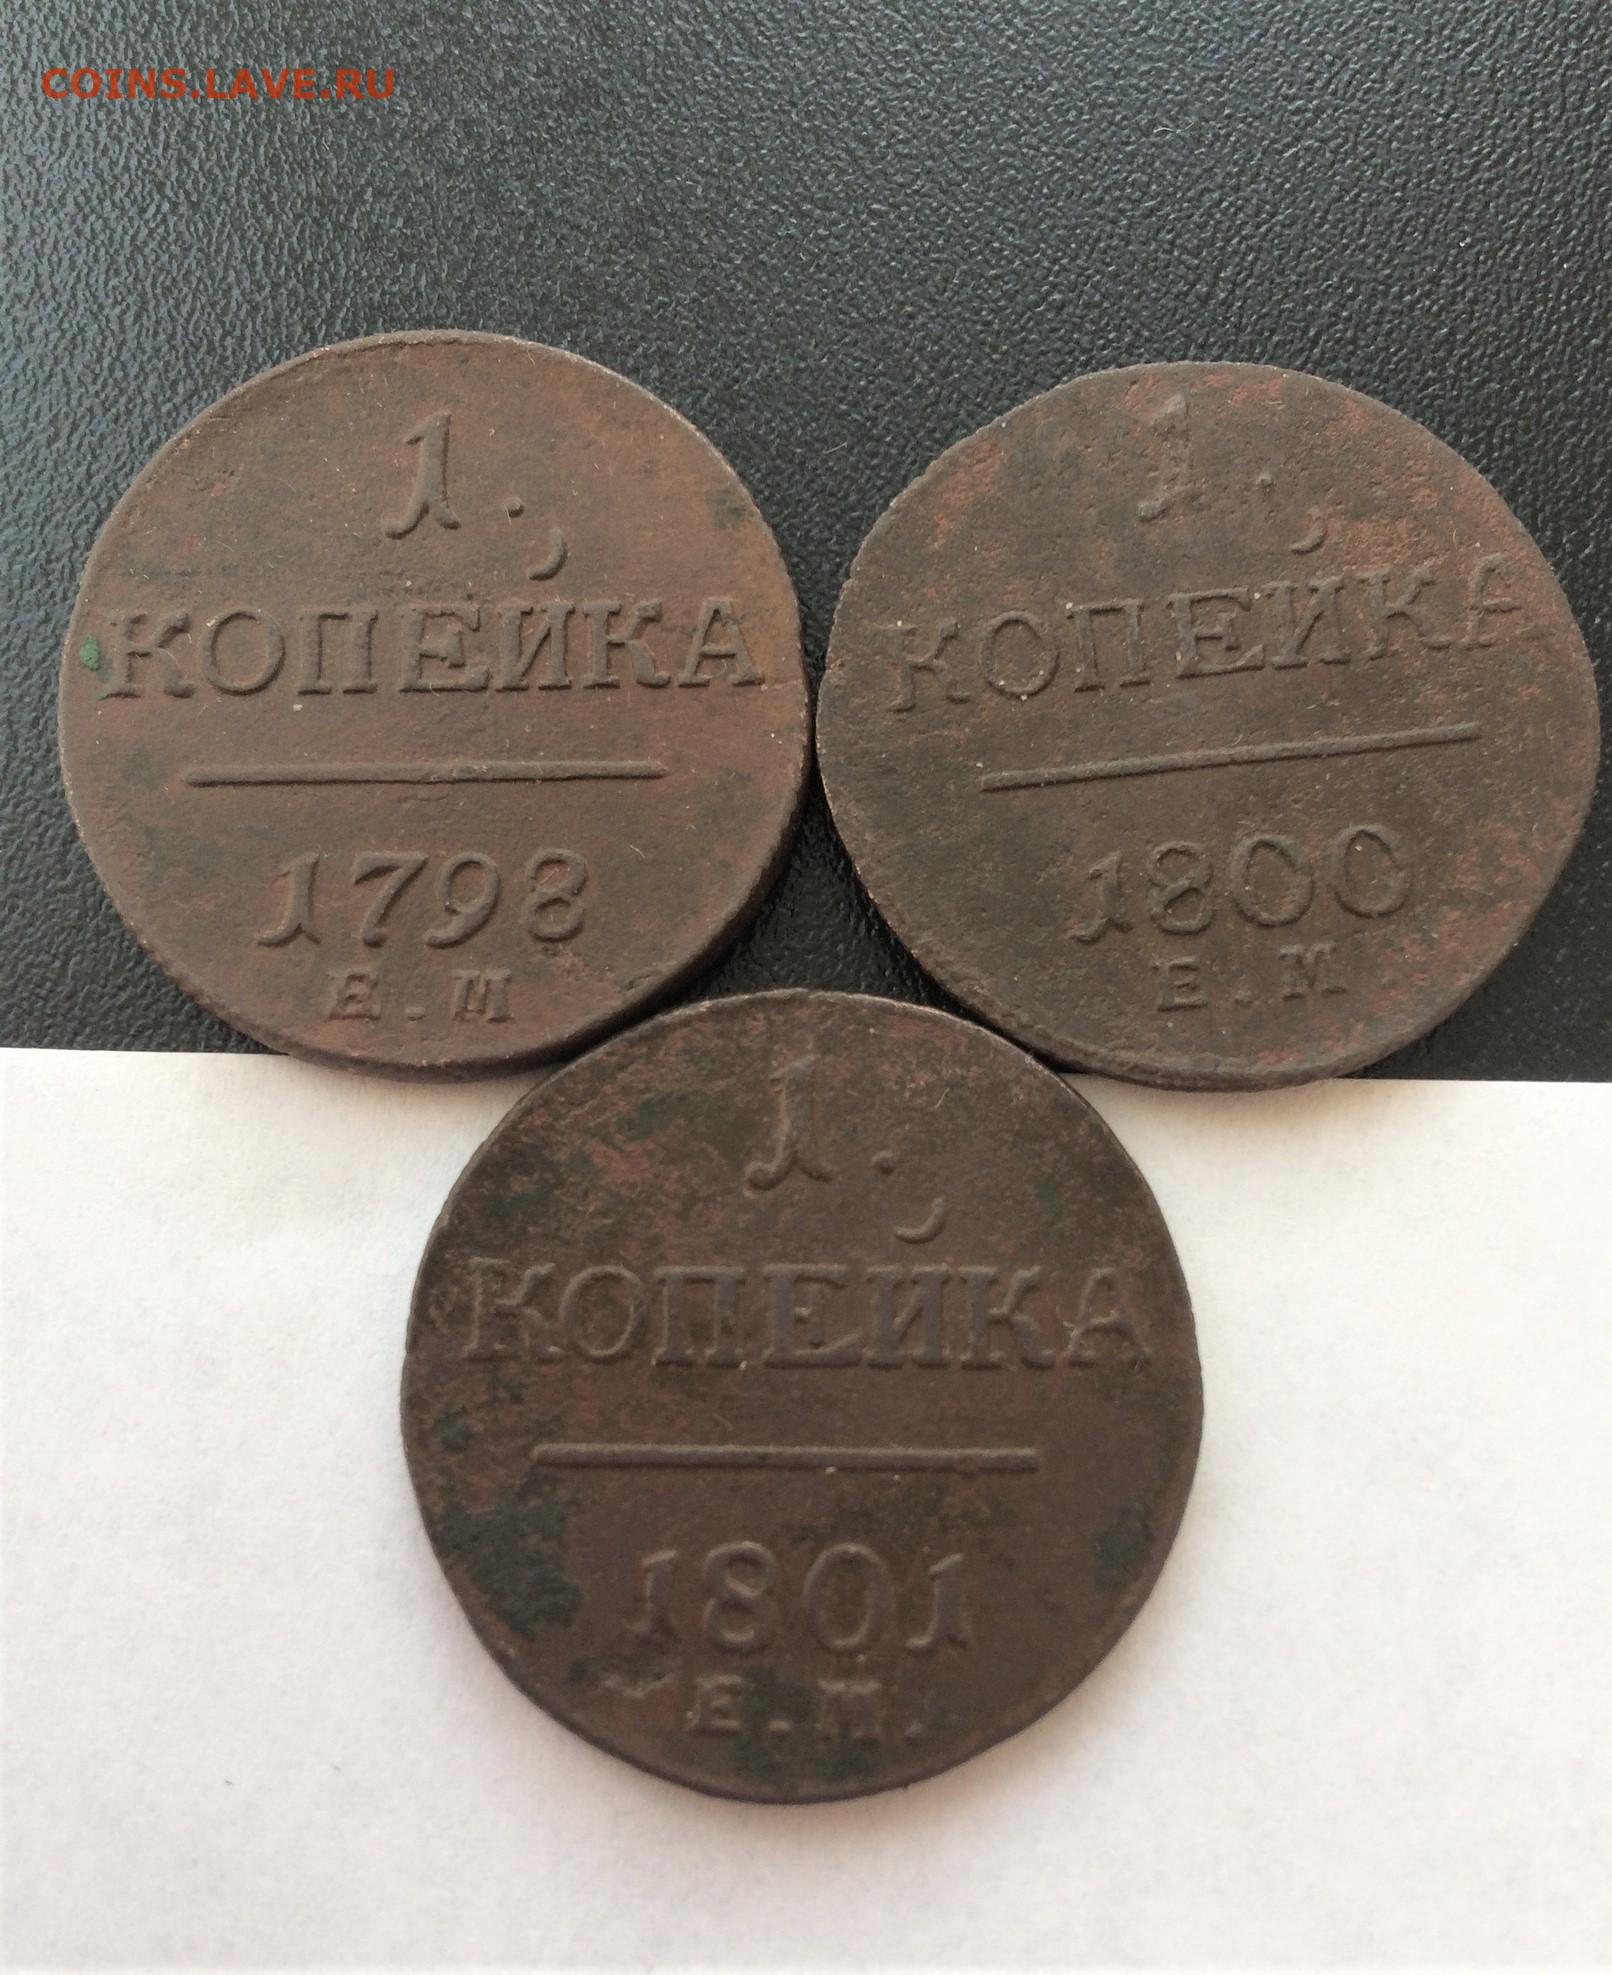 COINS.LAVE.RU
1.
КОПЕЙКА
1798
Е.М
1.
КОПЕЙКА
1800
Е.М.
1.
КОПЕЙКА
1801
Е.М.